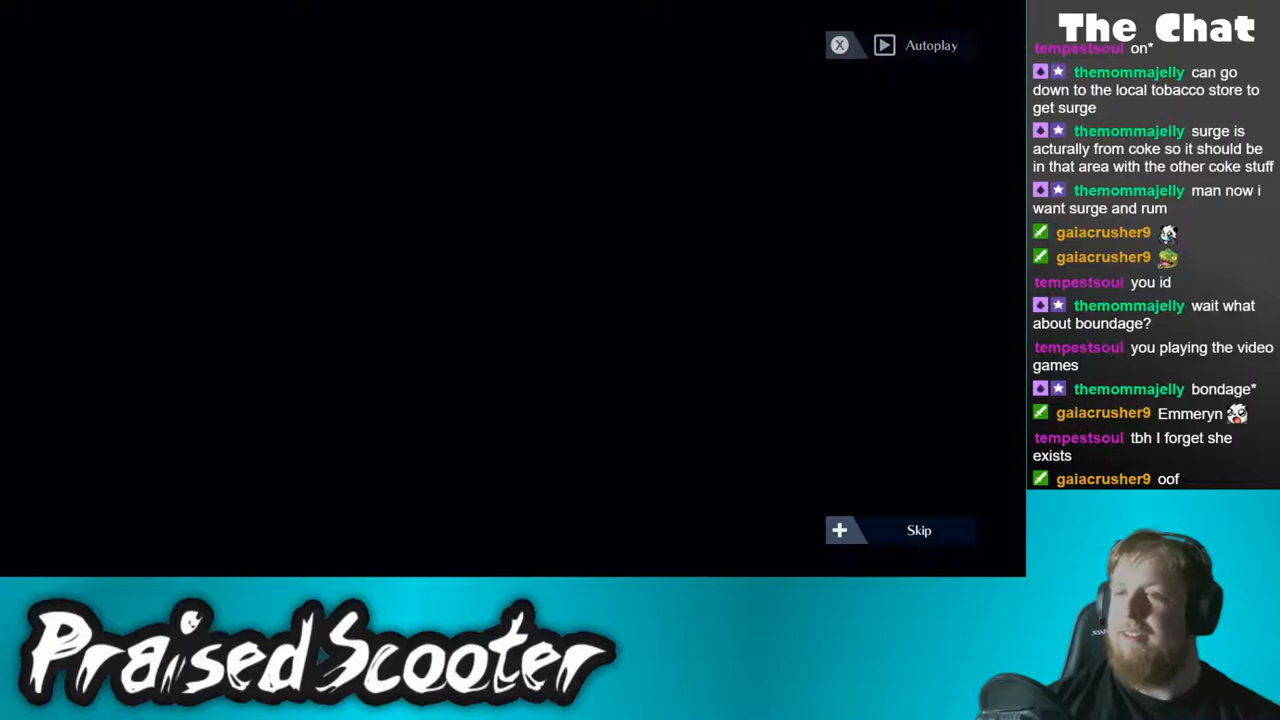 X Autoplay
+ Skip
The Chat
tempestsoul on*
themommajelly can go
down to the local tobacco store to
get surge
themommajelly surge is
acturally from coke so it should be
in that area with the other coke stuff
themommajelly man now i
want surge and rum
gaiacrusher9
gaiacrusher9
tempestsoul you id
themommajelly wait what
about boundage?
tempestsoul you playing the video
games
themommajelly bondage*
gaiacrusher9 Emmeryn
tempestsoul tbh I forget she
exists
gaiacrusher9 oof
PraisedScooter